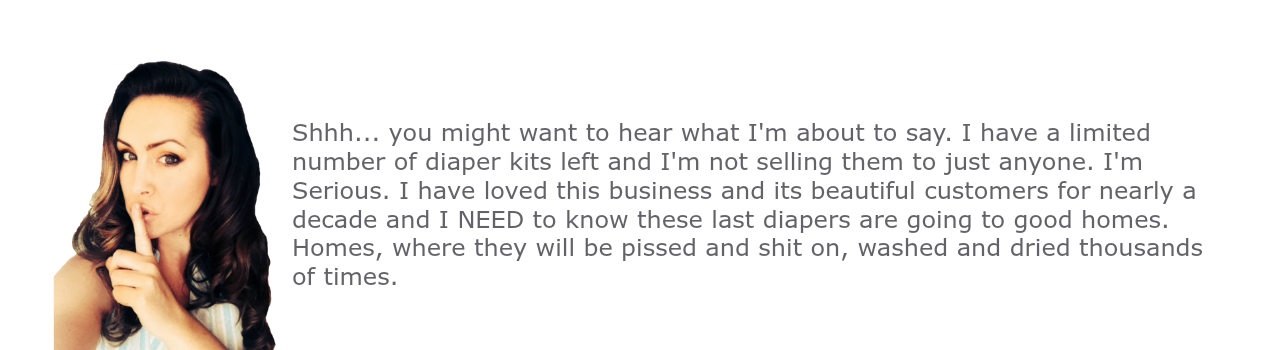 Shhh... you might want to hear what I'm about to say. I have a limited
number of diaper kits left and I'm not selling them to just anyone. I'm
Serious. I have loved this business and its beautiful customers for nearly a
decade and I NEED to know these last diapers are going to good homes.
Homes, where they will be pissed and shit on, washed and dried thousands
of times.